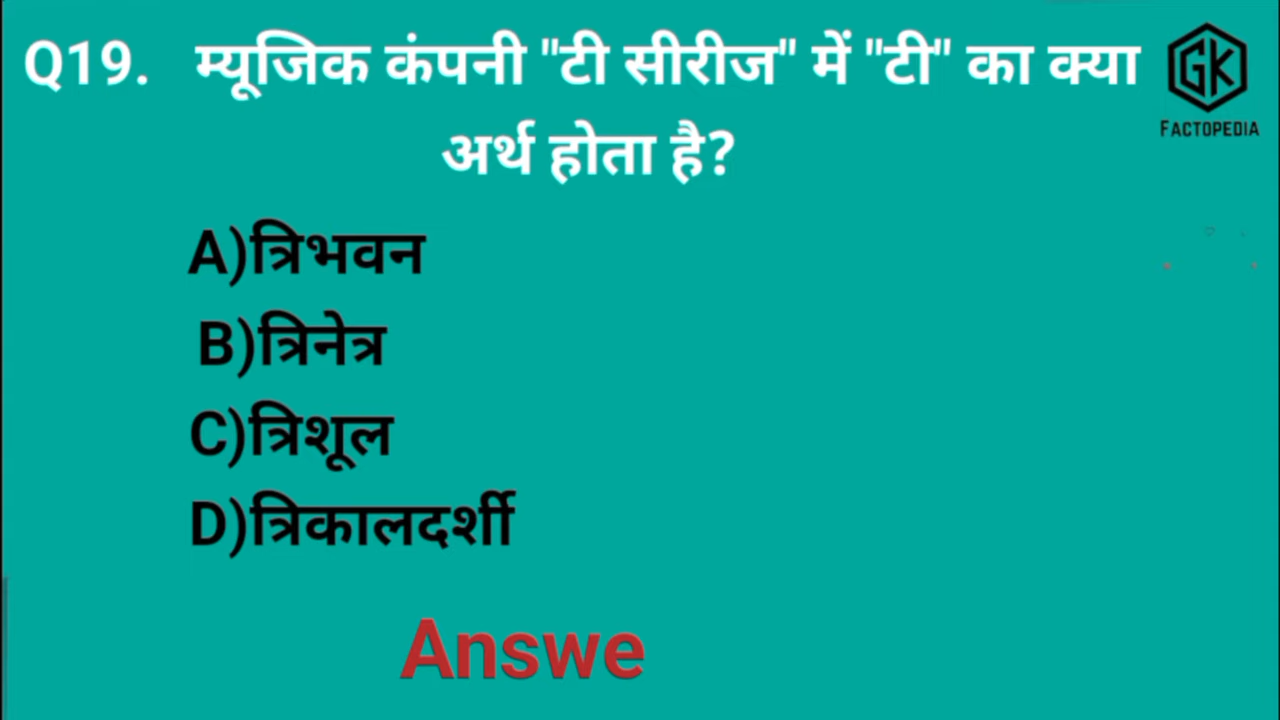 Q19. म्यूजिक कंपनी "टी सीरीज" में "टी" का क्या
अर्थ होता है?
GK
FACTOPEDIA
A)त्रिभवन
B)त्रिनेत्र
C)त्रिशूल
D)त्रिकालदर्शी
Answe